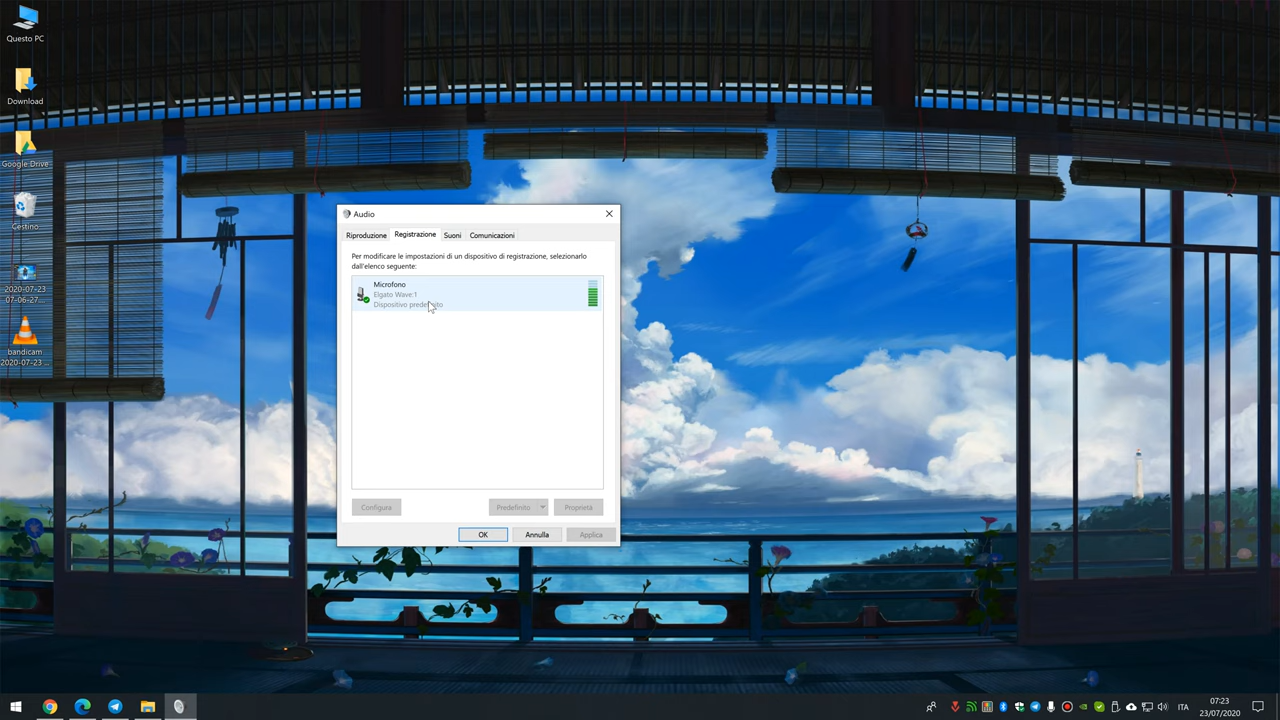 Questo PC
Download
Google Drive
Cestino
2020-07-23
07-06-27...
bandicam
2020-07-23 ...
Audio
Riproduzione
Registrazione
Suoni
Comunicazioni
Per modificare le impostazioni di un dispositivo di registrazione, selezionarlo
dall'elenco seguente:
Microfono
Elgato Wave:1
Dispositivo predefinito
Configura
Predefinito
Proprietà
OK
Annulla
Applica
ITA
07:23
23/07/2020